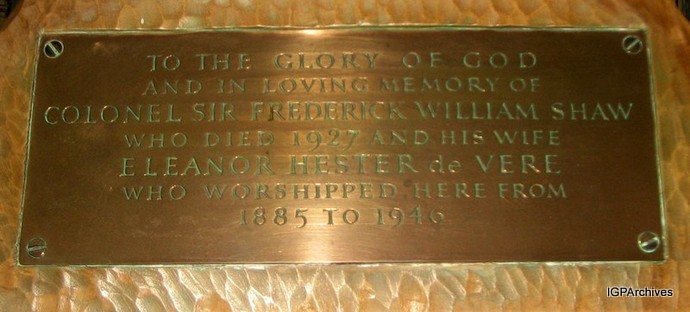 TO THE GLORY OF GOD
AND IN LOVING MEMORY OF
COLONEL SIR FREDERICK WILLIAM SHAW
WHO DIED 1927 AND HIS WIFE
ELEANOR HESTER de VERE
WHO WORSHIPPED HERE FROM
1885 TO 1946
IGPArchives